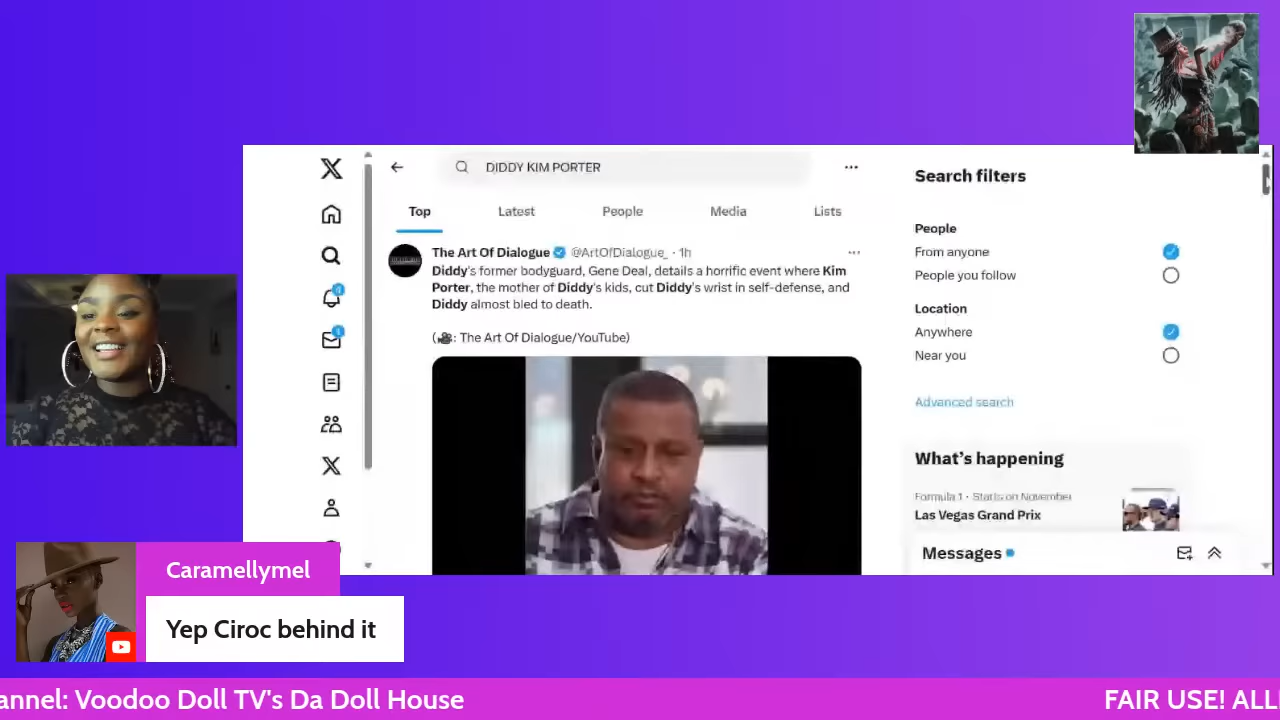 DIDDY KIM PORTER
Top
Latest
People
Media
Lists
The Art Of Dialogue @ArtOfDialogue_ · 1h
Diddy's former bodyguard, Gene Deal, details a horrific event where Kim
Porter, the mother of Diddy's kids, cut Diddy's wrist in self-defense, and
Diddy almost bled to death.
(🎥: The Art Of Dialogue/YouTube)
Search filters
People
From anyone
People you follow
Location
Anywhere
Near you
Advanced search
What's happening
Formula 1 · Starts on November
Las Vegas Grand Prix
Messages
Caramellymel
Yep Ciroc behind it
annel: Voodoo Doll TV's Da Doll House
FAIR USE! ALL